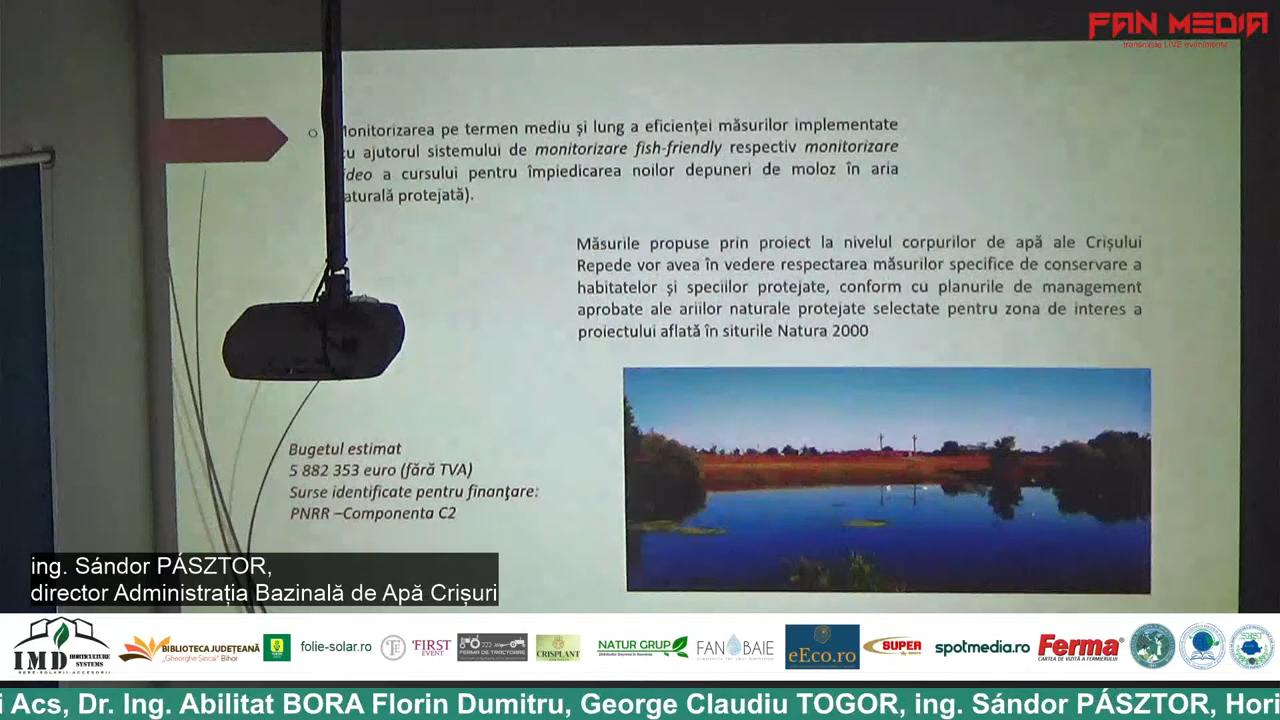 FAN MEDIA
transmisie LIVE evenimente
onitorizarea pe termen mediu și lung a eficienței măsurilor implementate
u ajutorul sistemului de monitorizare fish-friendly respectiv monitorizare
ideo a cursului pentru împiedicarea noilor depuneri de moloz în aria
aturală protejată).
Măsurile propuse prin proiect la nivelul corpurilor de apă ale Crișului
Repede vor avea în vedere respectarea măsurilor specifice de conservare a
habitatelor și speciilor protejate, conform cu planurile de management
aprobate ale ariilor naturale protejate selectate pentru zona de interes a
proiectului aflată în siturile Natura 2000
Bugetul estimat
5 882 353 euro (fără TVA)
Surse identificate pentru finanţare:
PNRR –Componenta C2
ing. Sándor PÁSZTOR,
director Administrația Bazinală de Apă Crișuri
IMD HORTICULTURE SYSTEMS
BIBLIOTECA JUDEȚEANĂ
"Gheorghe Șincai" Bihor
folie-solar.ro
FIRST EVENT
FERMA DE TRACTOARE
CRISPLANT
NATUR GRUP
FAN BAIE
eEco.ro
SUPER
spotmedia.ro
Ferma
CARTEA DE VIZITĂ A FERMIERULUI
i Acs, Dr. Ing. Abilitat BORA Florin Dumitru, George Claudiu TOGOR, ing. Sándor PÁSZTOR, Hori